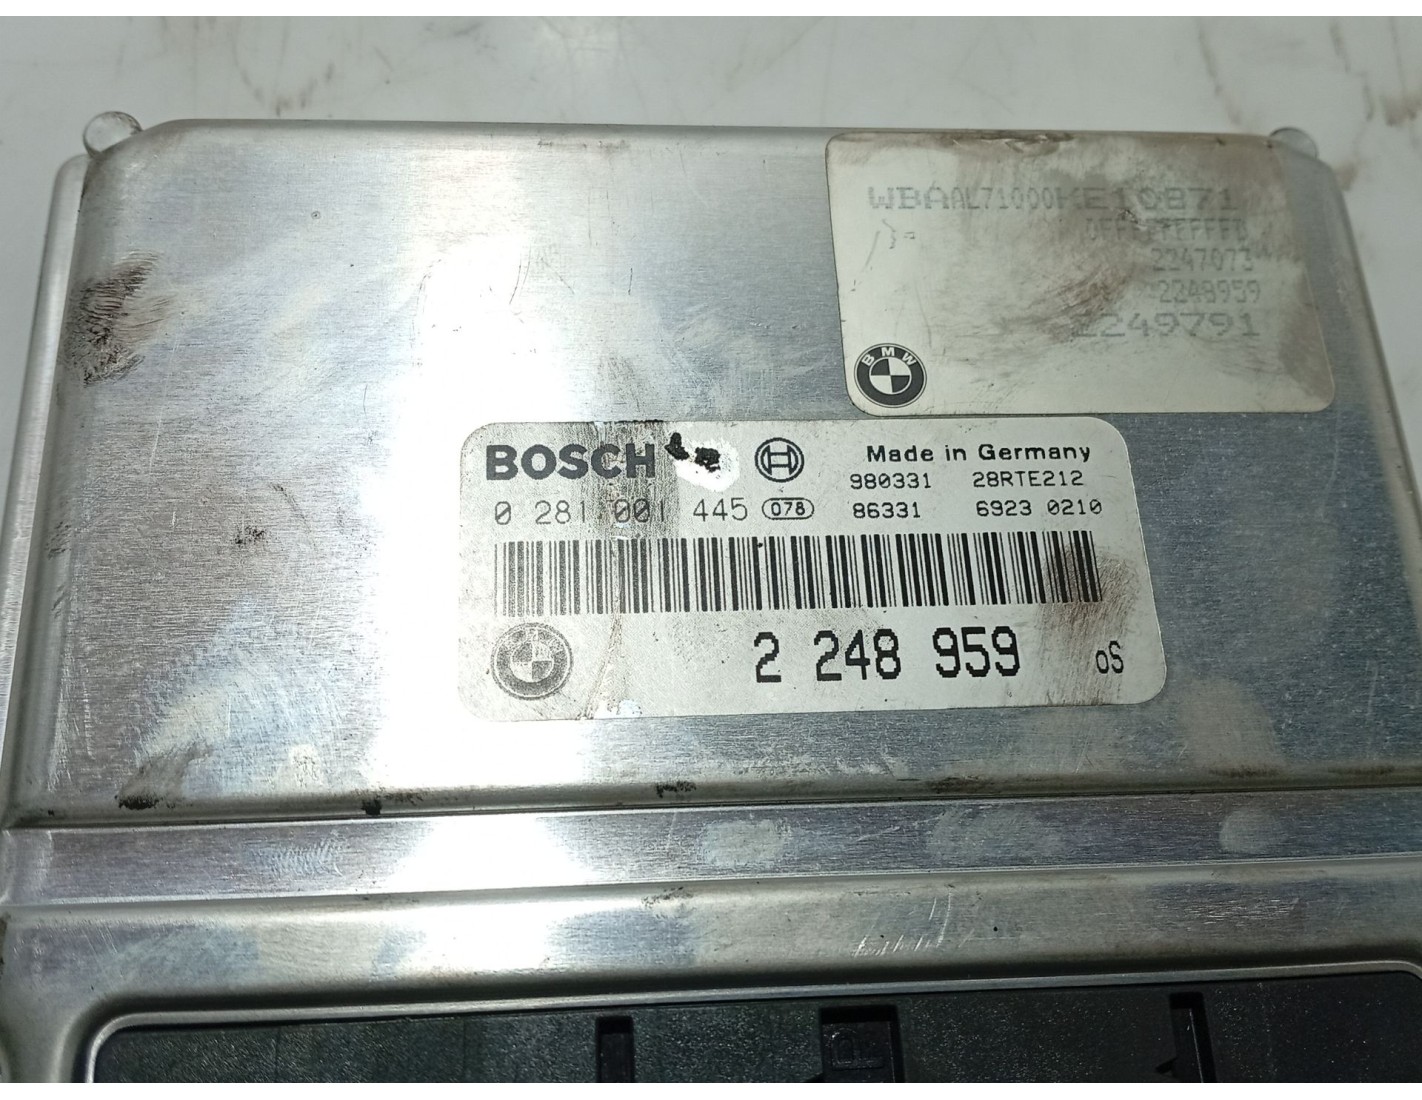 WBAAL71000KE10871
2247073
2248959
2249791
BMW
BOSCH
Made in Germany
980331 28RTE212
0 281 001 445 078 86331 6923 0210
2 248 959 oS